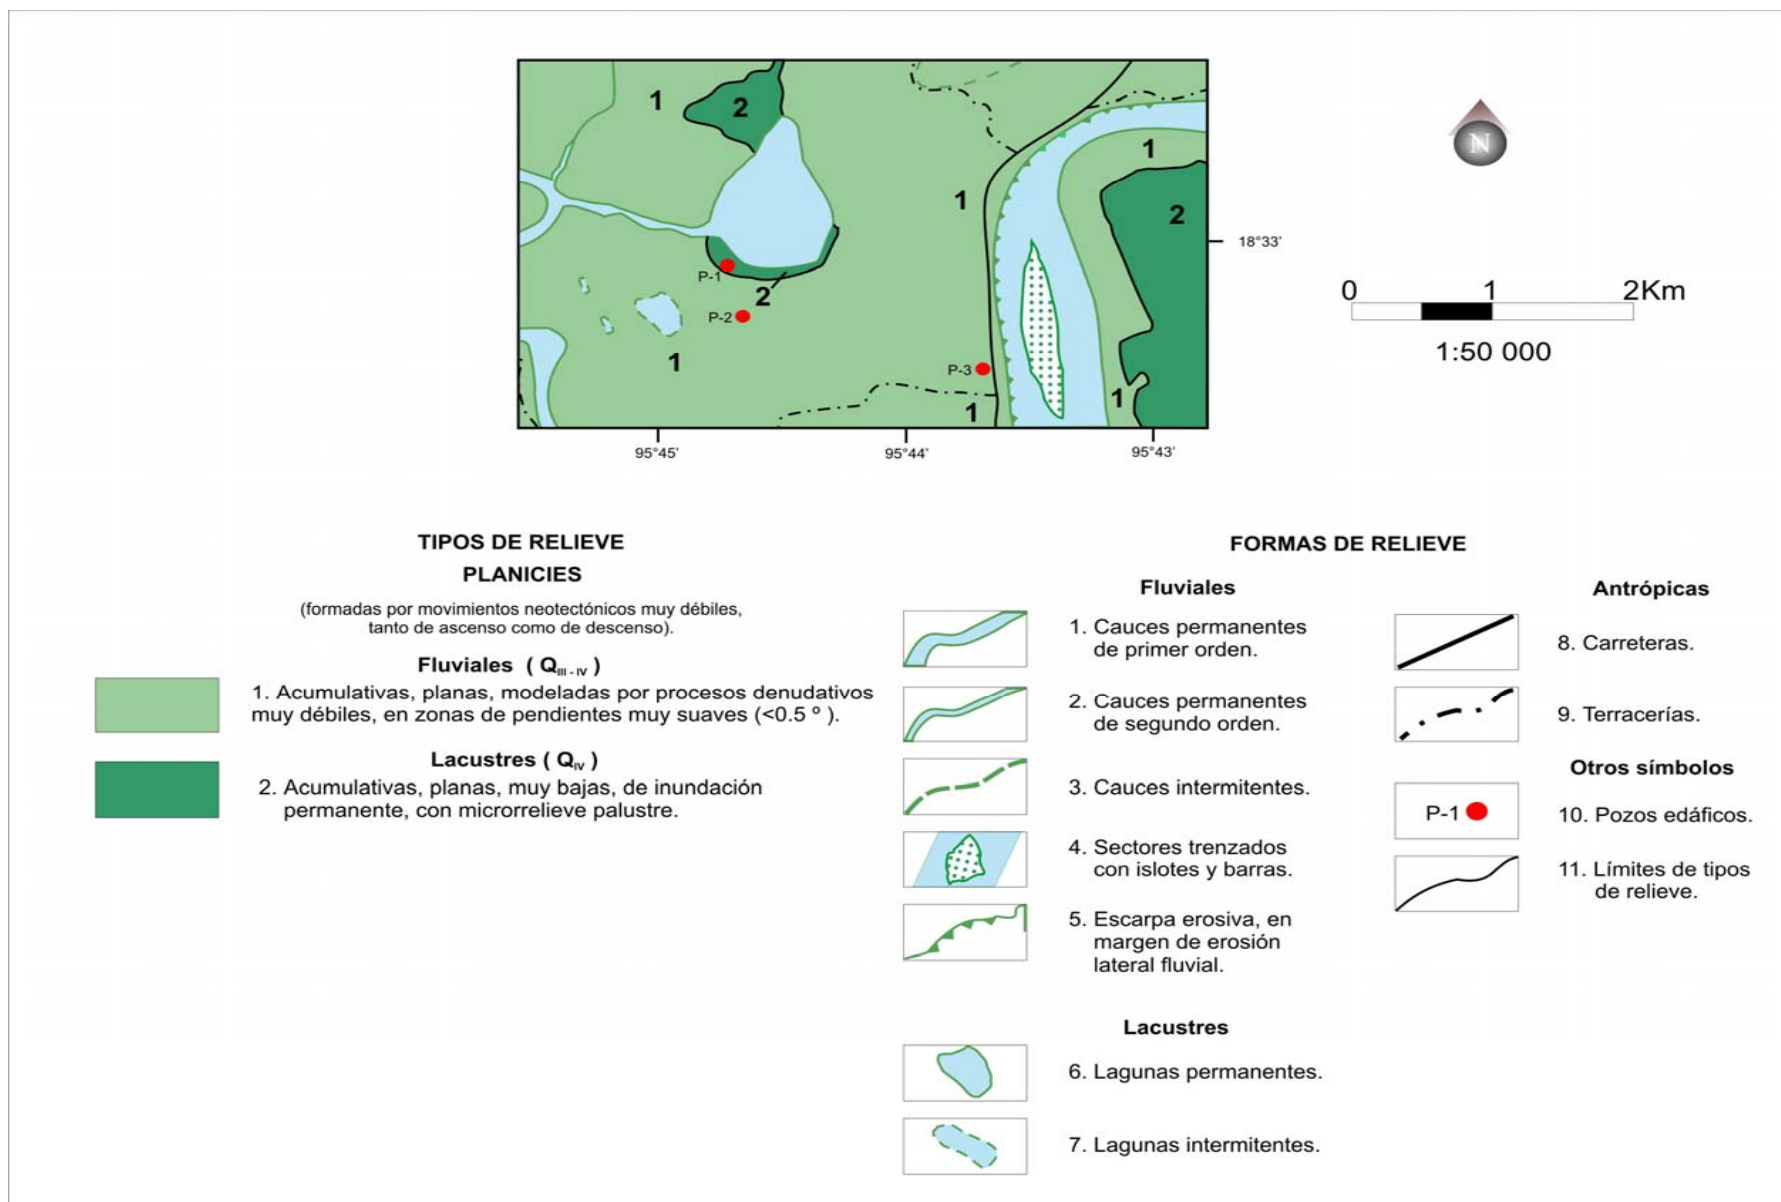 1
2
1
1
2
N
18°33'
P-1
2
P-2
1
P-3
1
1
0 1 2Km
1:50 000
95°45' 95°44' 95°43'
TIPOS DE RELIEVE
PLANICIES
(formadas por movimientos neotectónicos muy débiles,
tanto de ascenso como de descenso).
Fluviales ( QIII - IV )
1. Acumulativas, planas, modeladas por procesos denudativos
muy débiles, en zonas de pendientes muy suaves (<0.5 º ).
Lacustres ( QIV )
2. Acumulativas, planas, muy bajas, de inundación
permanente, con microrrelieve palustre.
FORMAS DE RELIEVE
Fluviales
1. Cauces permanentes
de primer orden.
2. Cauces permanentes
de segundo orden.
3. Cauces intermitentes.
4. Sectores trenzados
con islotes y barras.
5. Escarpa erosiva, en
margen de erosión
lateral fluvial.
Lacustres
6. Lagunas permanentes.
7. Lagunas intermitentes.
Antrópicas
8. Carreteras.
9. Terracerías.
Otros símbolos
P-1
10. Pozos edáficos.
11. Límites de tipos
de relieve.